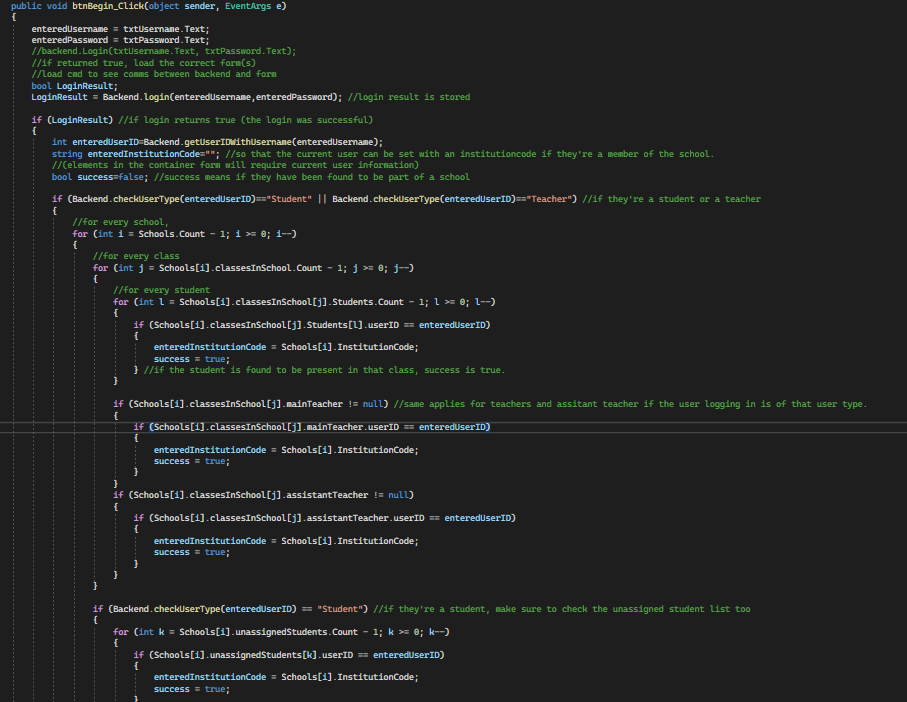 public void btnBegin_Click(object sender, EventArgs e)
{
enteredUsername = txtUsername.Text;
enteredPassword = txtPassword.Text;
//backend.Login(txtUsername.Text, txtPassword.Text);
//if returned true, load the correct form(s)
//load cmd to see comms between backend and form
bool LoginResult;
LoginResult = Backend.login(enteredUsername,enteredPassword); //login result is stored
if (LoginResult) //if login returns true (the login was successful)
{
int enteredUserID=Backend.getUserIDWithUsername(enteredUsername);
string enteredInstitutionCode=""; //so that the current user can be set with an institutioncode if they're a member of the school.
//(elements in the container form will require current user information)
bool success=false; //success means if they have been found to be part of a school
if (Backend.checkUserType(enteredUserID)=="Student" || Backend.checkUserType(enteredUserID)=="Teacher") //if they're a student or a teacher
{
//for every school,
for (int i = Schools.Count - 1; i >= 0; i--)
{
//for every class
for (int j = Schools[i].classesInSchool.Count - 1; j >= 0; j--)
{
//for every student
for (int l = Schools[i].classesInSchool[j].Students.Count - 1; l >= 0; l--)
{
if (Schools[i].classesInSchool[j].Students[l].userID == enteredUserID)
{
enteredInstitutionCode = Schools[i].InstitutionCode;
success = true;
} //if the student is found to be present in that class, success is true.
}
if (Schools[i].classesInSchool[j].mainTeacher != null) //same applies for teachers and assitant teacher if the user logging in is of that user type.
{
if (Schools[i].classesInSchool[j].mainTeacher.userID == enteredUserID)
{
enteredInstitutionCode = Schools[i].InstitutionCode;
success = true;
}
}
if (Schools[i].classesInSchool[j].assistantTeacher != null)
{
if (Schools[i].classesInSchool[j].assistantTeacher.userID == enteredUserID)
{
enteredInstitutionCode = Schools[i].InstitutionCode;
success = true;
}
}
}
if (Backend.checkUserType(enteredUserID) == "Student") //if they're a student, make sure to check the unassigned student list too
{
for (int k = Schools[i].unassignedStudents.Count - 1; k >= 0; k--)
{
if (Schools[i].unassignedStudents[k].userID == enteredUserID)
{
enteredInstitutionCode = Schools[i].InstitutionCode;
success = true;
}